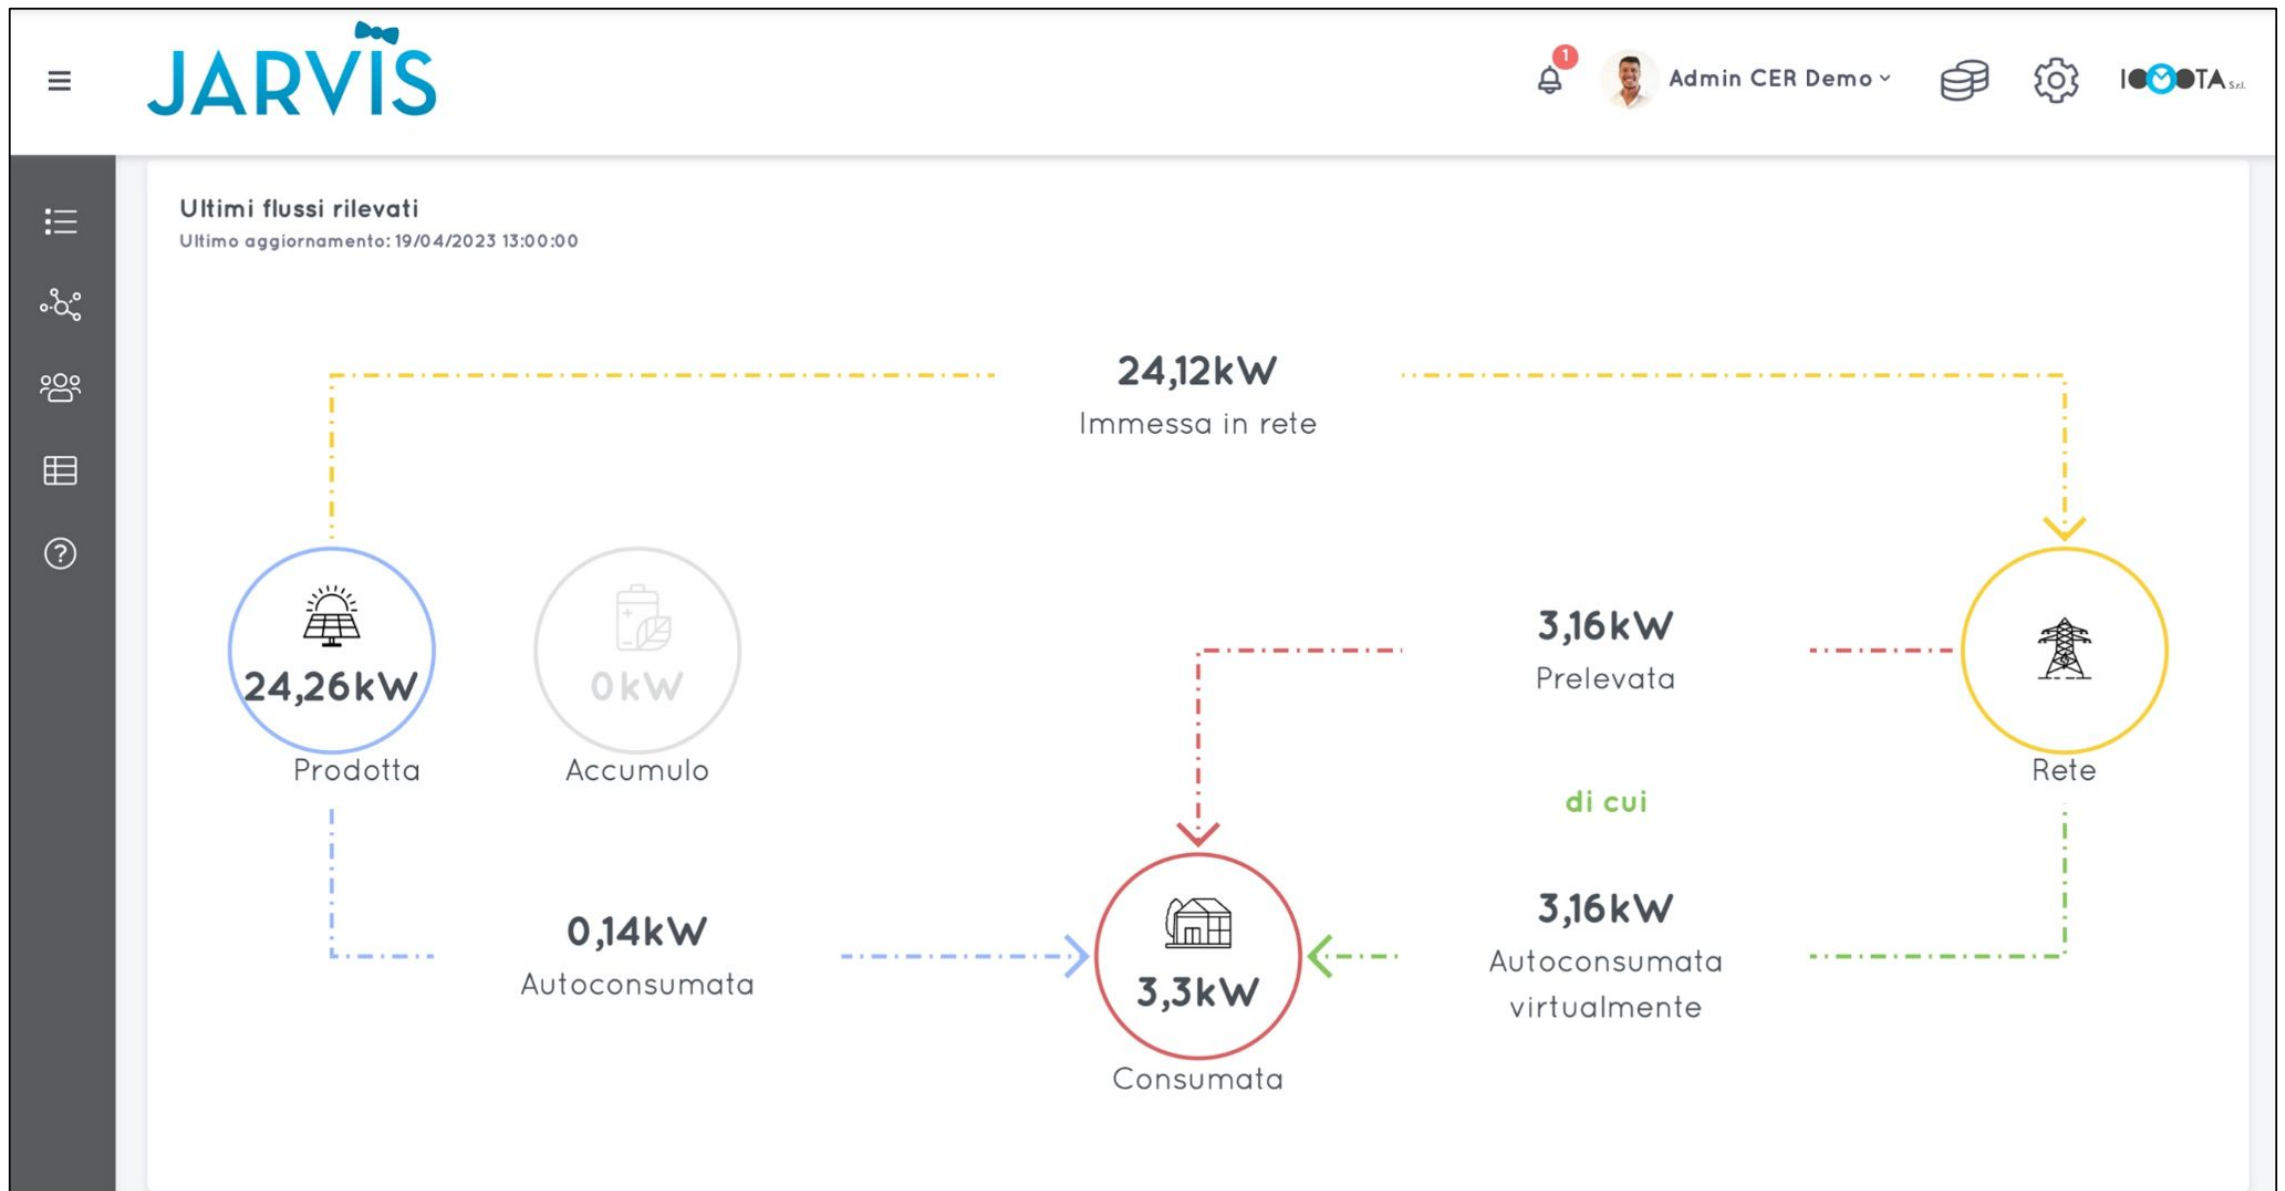 JARVIS
1
Admin CER Demo
Ultimi flussi rilevati
Ultimo aggiornamento: 19/04/2023 13:00:00
24,12kW
Immessa in rete
24,26kW
Prodotta
0kW
Accumulo
3,16kW
Prelevata
Rete
di cui
0,14kW
Autoconsumata
3,3kW
Consumata
3,16kW
Autoconsumata
virtualmente